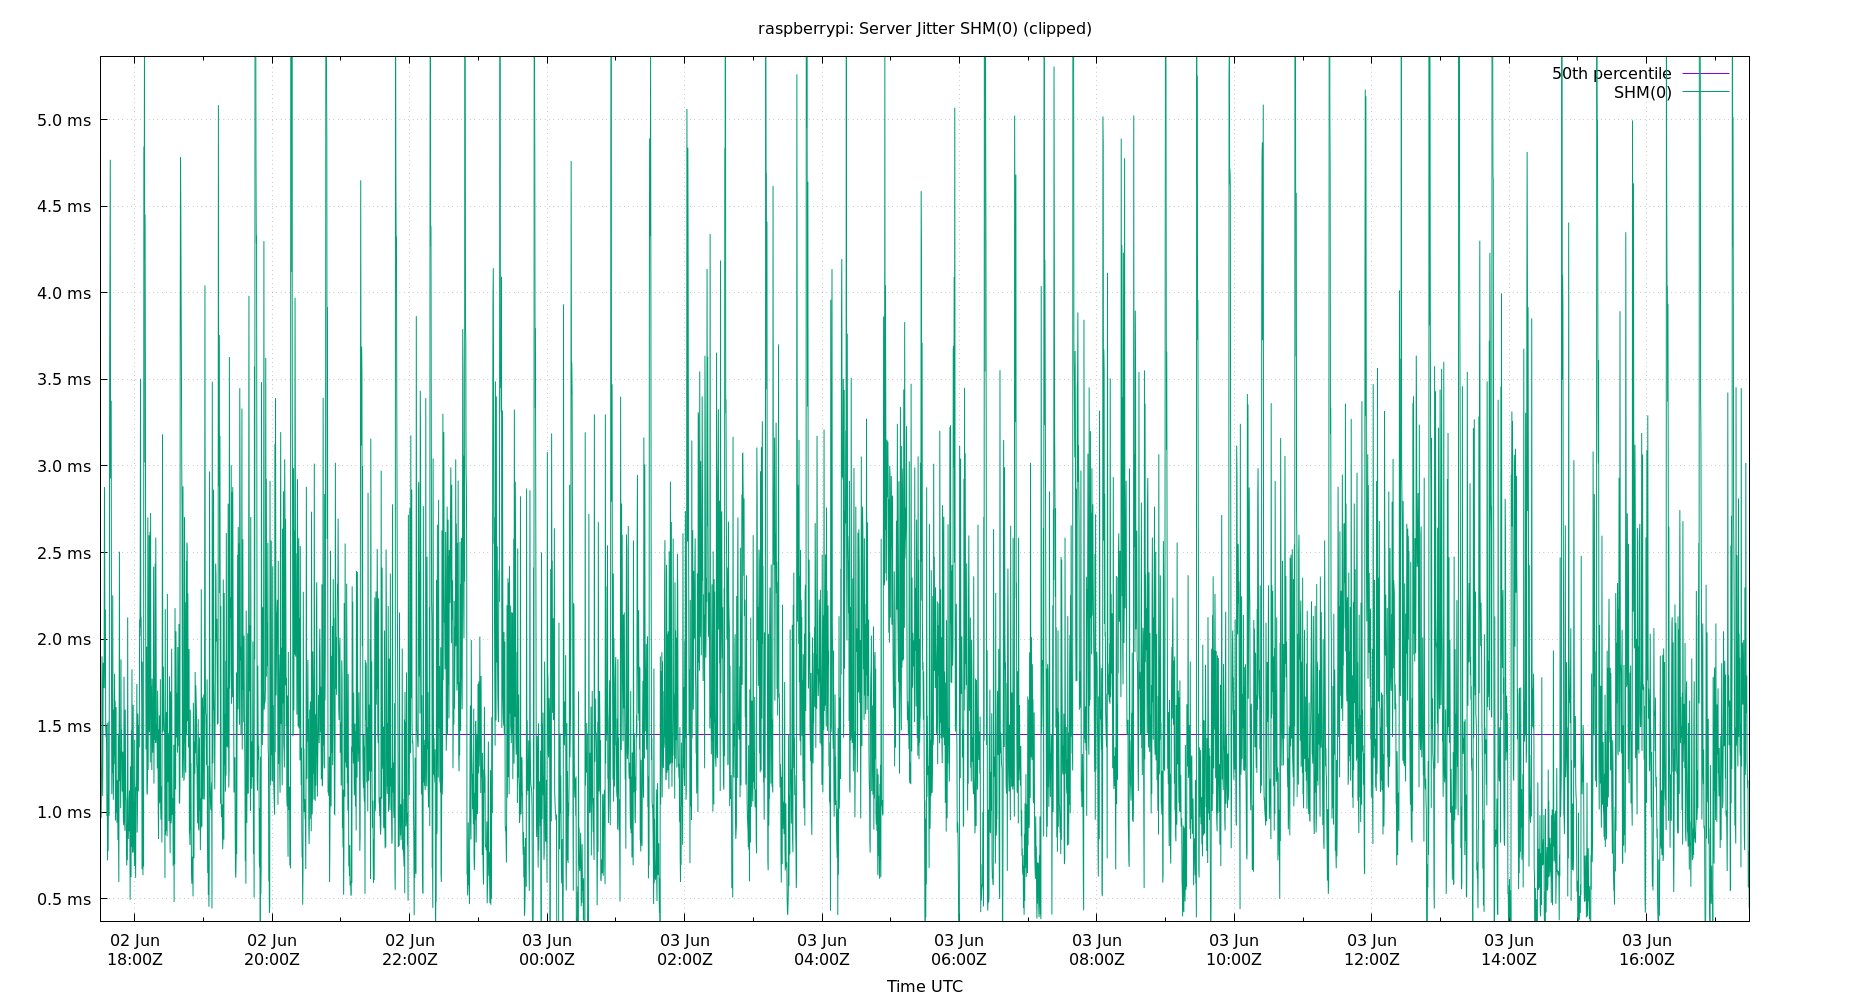 raspberrypi: Server Jitter SHM(0) (clipped)
50th percentile
SHM(0)
5.0 ms
4.5 ms
4.0 ms
3.5 ms
3.0 ms
2.5 ms
2.0 ms
1.5 ms
1.0 ms
0.5 ms
02 Jun 02 Jun 02 Jun 03 Jun 03 Jun 03 Jun 03 Jun 03 Jun 03 Jun 03 Jun 03 Jun 03 Jun
18:00Z 20:00Z 22:00Z 00:00Z 02:00Z 04:00Z 06:00Z 08:00Z 10:00Z 12:00Z 14:00Z 16:00Z
Time UTC